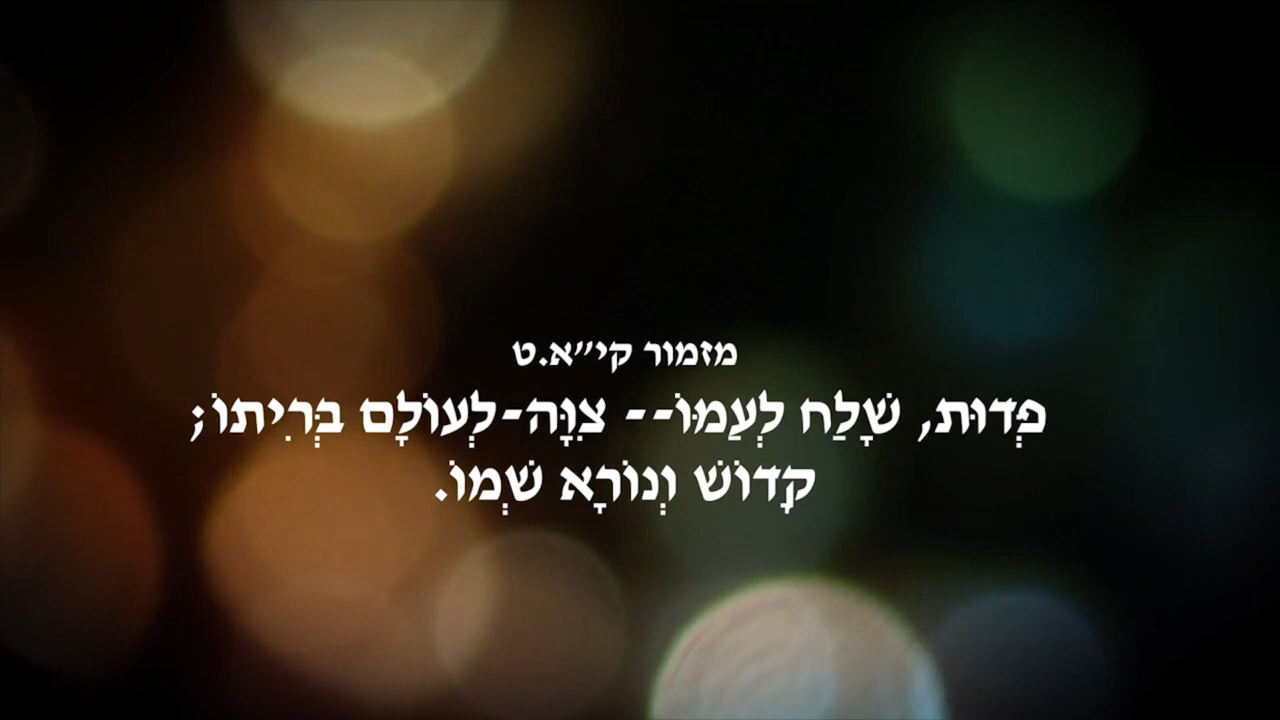 מזמור קי״א.ט
פְּדוּת, שָׁלַח לְעַמּוֹ-- צִוָּה-לְעוֹלָם בְּרִיתוֹ;
קָדוֹשׁ וְנוֹרָא שְׁמוֹ.